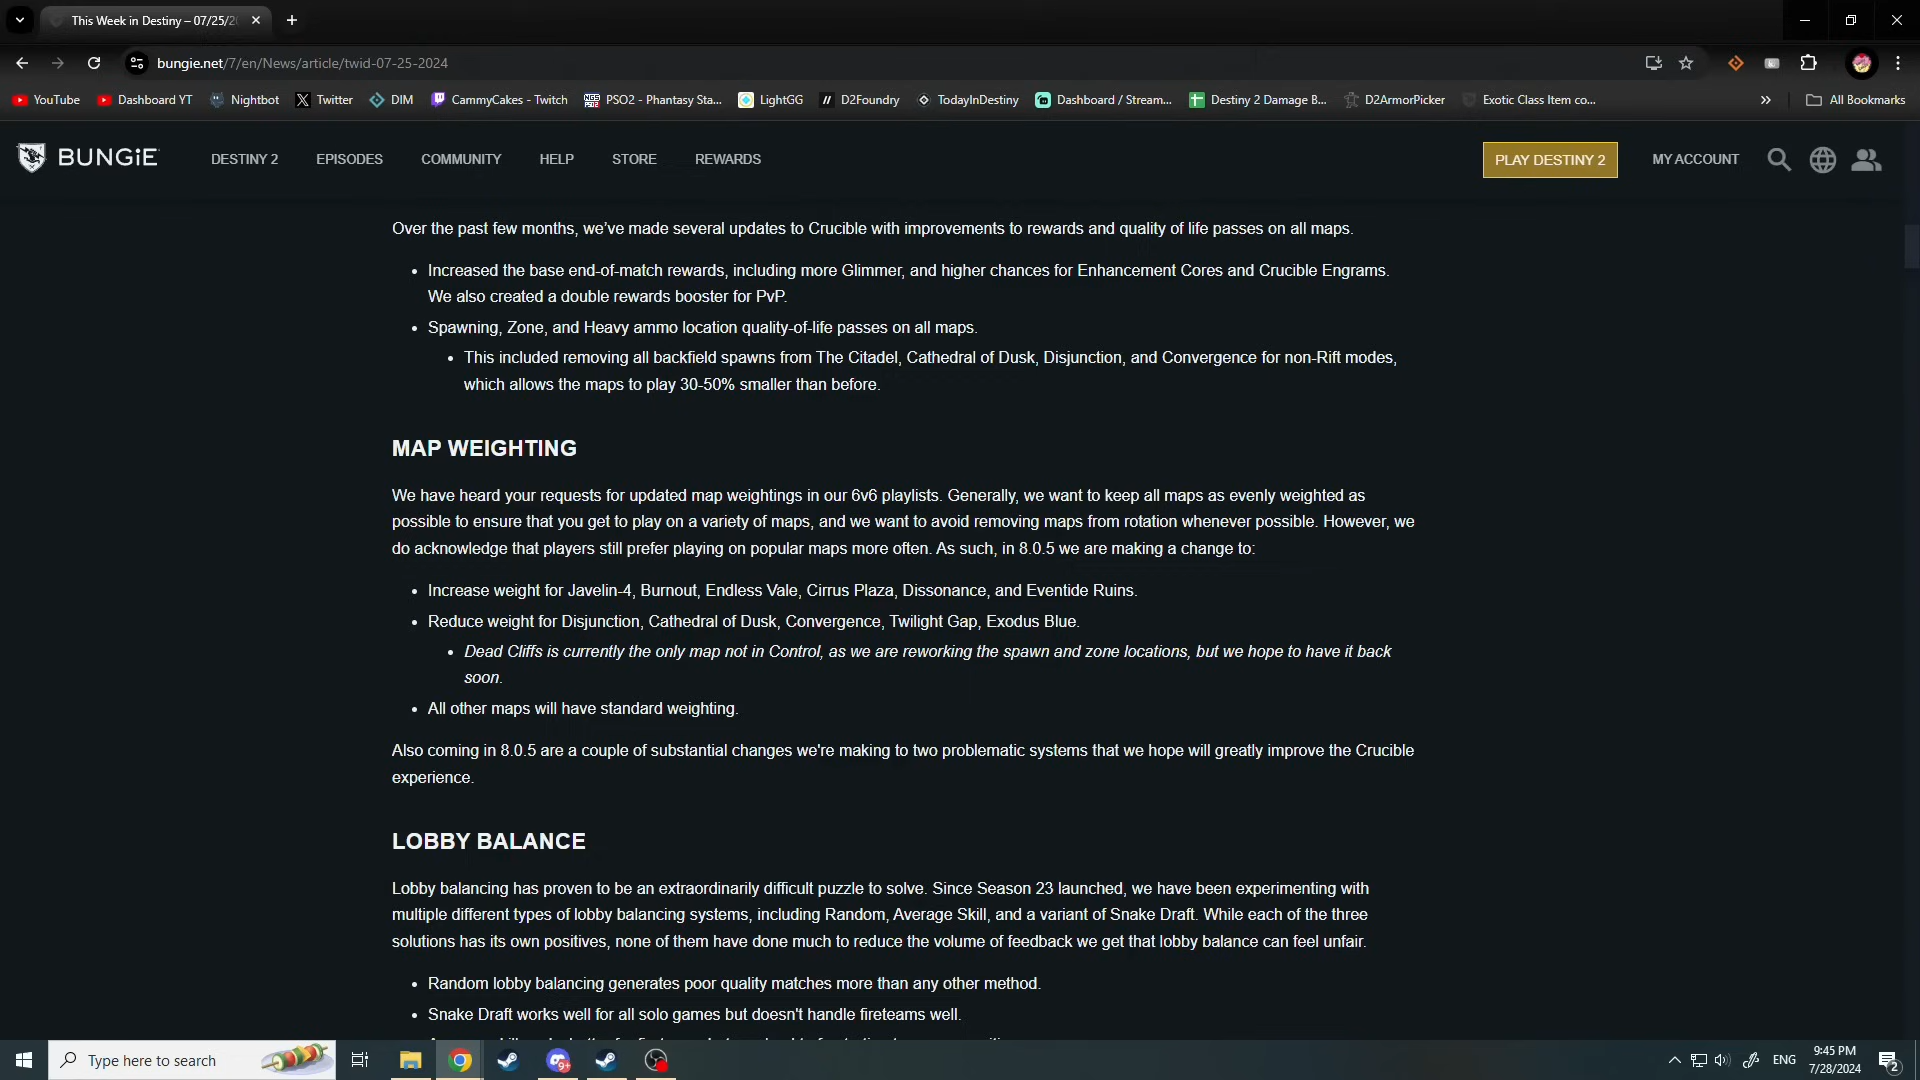 This Week in Destiny – 07/25/2
bungie.net/7/en/News/article/twid-07-25-2024
YouTube
Dashboard YT
Nightbot
Twitter
DIM
CammyCakes - Twitch
PSO2 - Phantasy Sta...
LightGG
D2Foundry
TodayInDestiny
Dashboard / Stream...
Destiny 2 Damage B...
D2ArmorPicker
Exotic Class Item co...
All Bookmarks
BUNGiE
DESTINY 2
EPISODES
COMMUNITY
HELP
STORE
REWARDS
PLAY DESTINY 2
MY ACCOUNT
Over the past few months, we’ve made several updates to Crucible with improvements to rewards and quality of life passes on all maps.
Increased the base end-of-match rewards, including more Glimmer, and higher chances for Enhancement Cores and Crucible Engrams.
We also created a double rewards booster for PvP.
Spawning, Zone, and Heavy ammo location quality-of-life passes on all maps.
This included removing all backfield spawns from The Citadel, Cathedral of Dusk, Disjunction, and Convergence for non-Rift modes,
which allows the maps to play 30-50% smaller than before.
MAP WEIGHTING
We have heard your requests for updated map weightings in our 6v6 playlists. Generally, we want to keep all maps as evenly weighted as
possible to ensure that you get to play on a variety of maps, and we want to avoid removing maps from rotation whenever possible. However, we
do acknowledge that players still prefer playing on popular maps more often. As such, in 8.0.5 we are making a change to:
Increase weight for Javelin-4, Burnout, Endless Vale, Cirrus Plaza, Dissonance, and Eventide Ruins.
Reduce weight for Disjunction, Cathedral of Dusk, Convergence, Twilight Gap, Exodus Blue.
Dead Cliffs is currently the only map not in Control, as we are reworking the spawn and zone locations, but we hope to have it back
soon.
All other maps will have standard weighting.
Also coming in 8.0.5 are a couple of substantial changes we're making to two problematic systems that we hope will greatly improve the Crucible
experience.
LOBBY BALANCE
Lobby balancing has proven to be an extraordinarily difficult puzzle to solve. Since Season 23 launched, we have been experimenting with
multiple different types of lobby balancing systems, including Random, Average Skill, and a variant of Snake Draft. While each of the three
solutions has its own positives, none of them have done much to reduce the volume of feedback we get that lobby balance can feel unfair.
Random lobby balancing generates poor quality matches more than any other method.
Snake Draft works well for all solo games but doesn't handle fireteams well.
Type here to search
9+
ENG
9:45 PM
7/28/2024
2